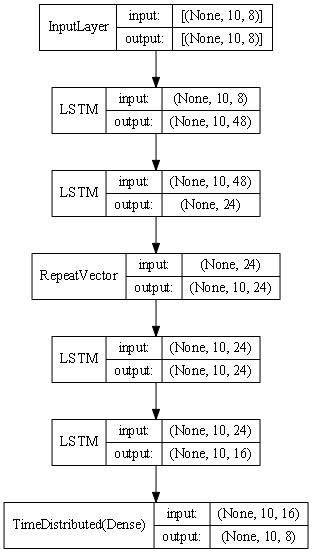 InputLayer input: [(None, 10, 8)]
output: [(None, 10, 8)]
LSTM input: (None, 10, 8)
output: (None, 10, 48)
LSTM input: (None, 10, 48)
output: (None, 24)
RepeatVector input: (None, 24)
output: (None, 10, 24)
LSTM input: (None, 10, 24)
output: (None, 10, 24)
LSTM input: (None, 10, 24)
output: (None, 10, 16)
TimeDistributed(Dense) input: (None, 10, 16)
output: (None, 10, 8)